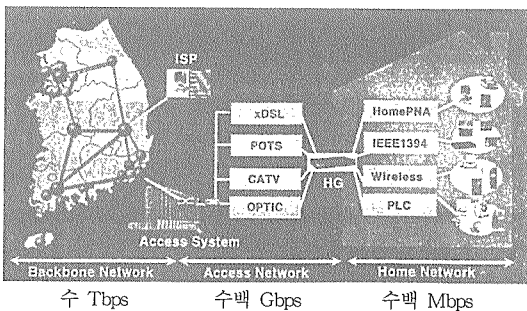 ISP
xDSL
POTS
CATV
OPTIC
HG
HomePNA
IEEE1394
Wireless
PLC
Access System
Backbone Network
Access Network
Home Network
수 Tbps
수백 Gbps
수백 Mbps